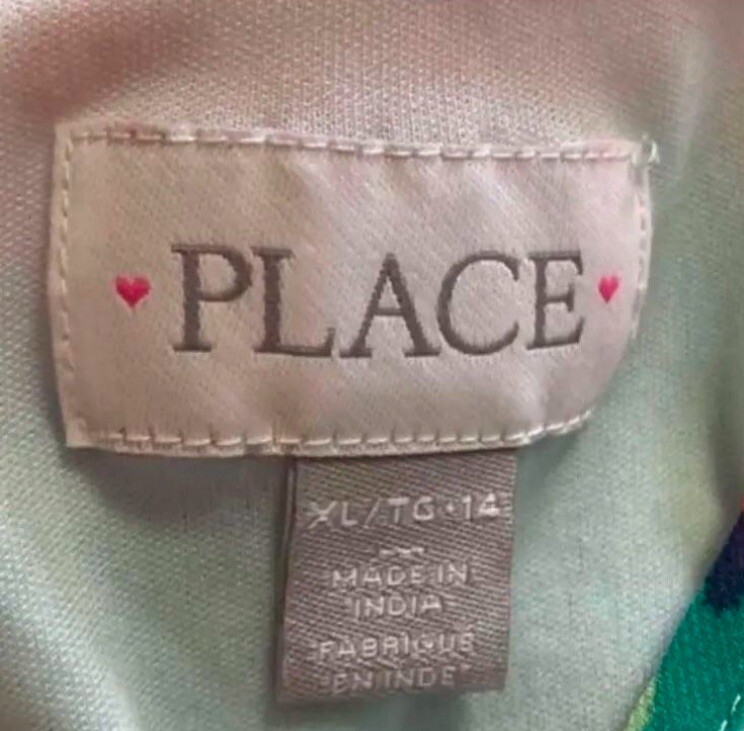 PLACE
XL/TG•14
MADE IN
INDIA
FABRIQUÉ
EN INDE